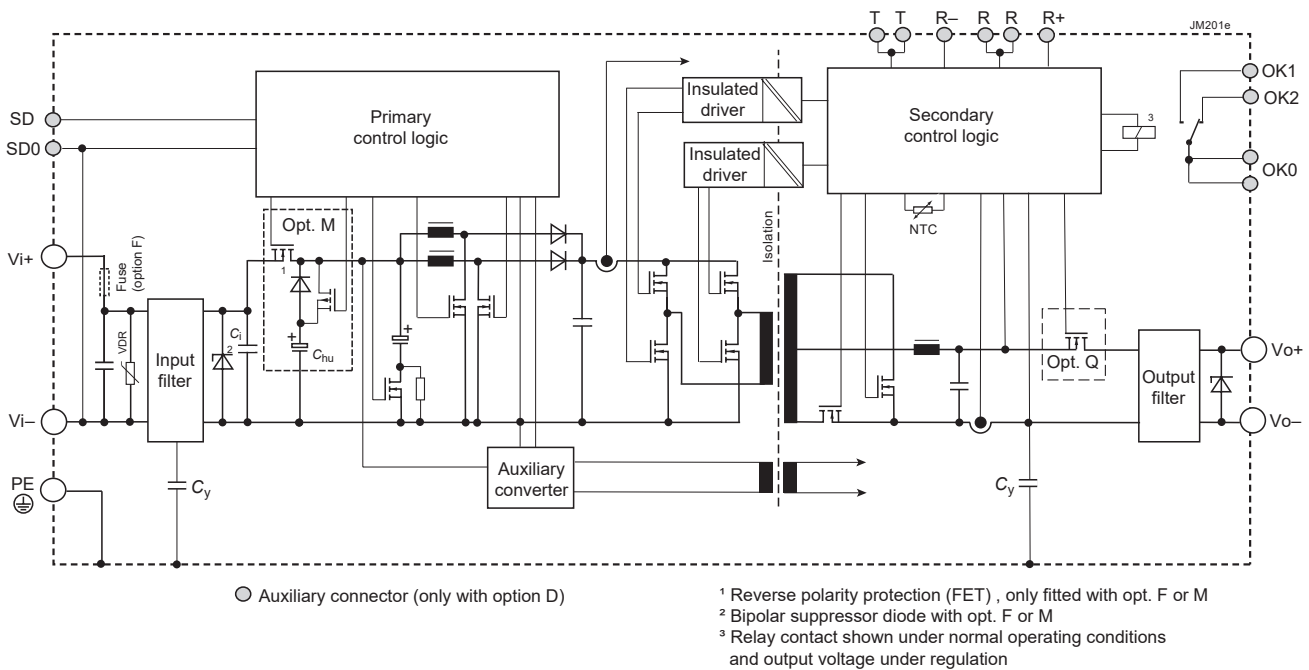 T T R– R R R+
JM201e
OK1
OK2
OK0
SD
SD0
Primary
control logic
Insulated
driver
Insulated
driver
Secondary
control logic
3
Isolation
NTC
Opt. M
1
Vi+
Fuse
(option F)
VDR
Input
filter
2
Ci
+
Chu
+
Opt. Q
Vo+
Output
filter
Vi–
Vo–
Auxiliary
converter
PE
Cy
Cy
Auxiliary connector (only with option D)
¹ Reverse polarity protection (FET) , only fitted with opt. F or M
² Bipolar suppressor diode with opt. F or M
³ Relay contact shown under normal operating conditions
and output voltage under regulation